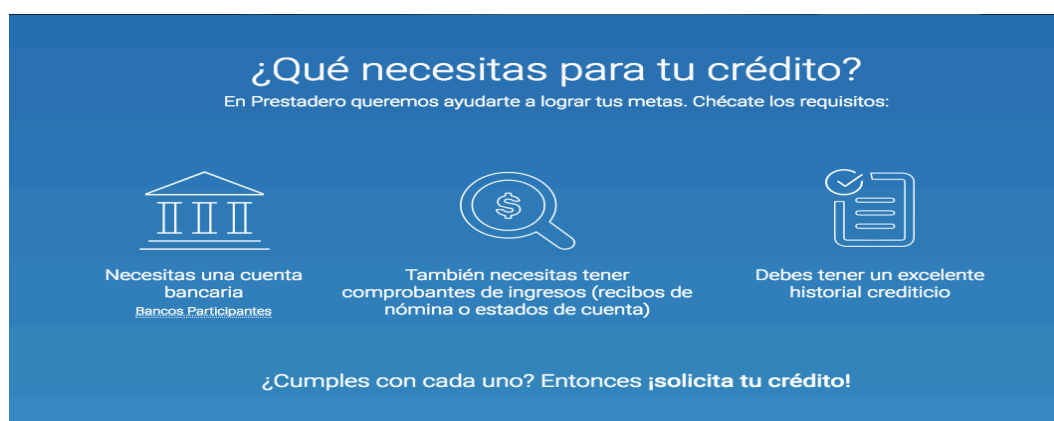 ¿Qué necesitas para tu crédito?
En Prestadero queremos ayudarte a lograr tus metas. Chécate los requisitos:
$
Necesitas una cuenta
bancaria
Bancos Participantes
También necesitas tener
comprobantes de ingresos (recibos de
nómina o estados de cuenta)
Debes tener un excelente
historial crediticio
¿Cumples con cada uno? Entonces ¡solicita tu crédito!